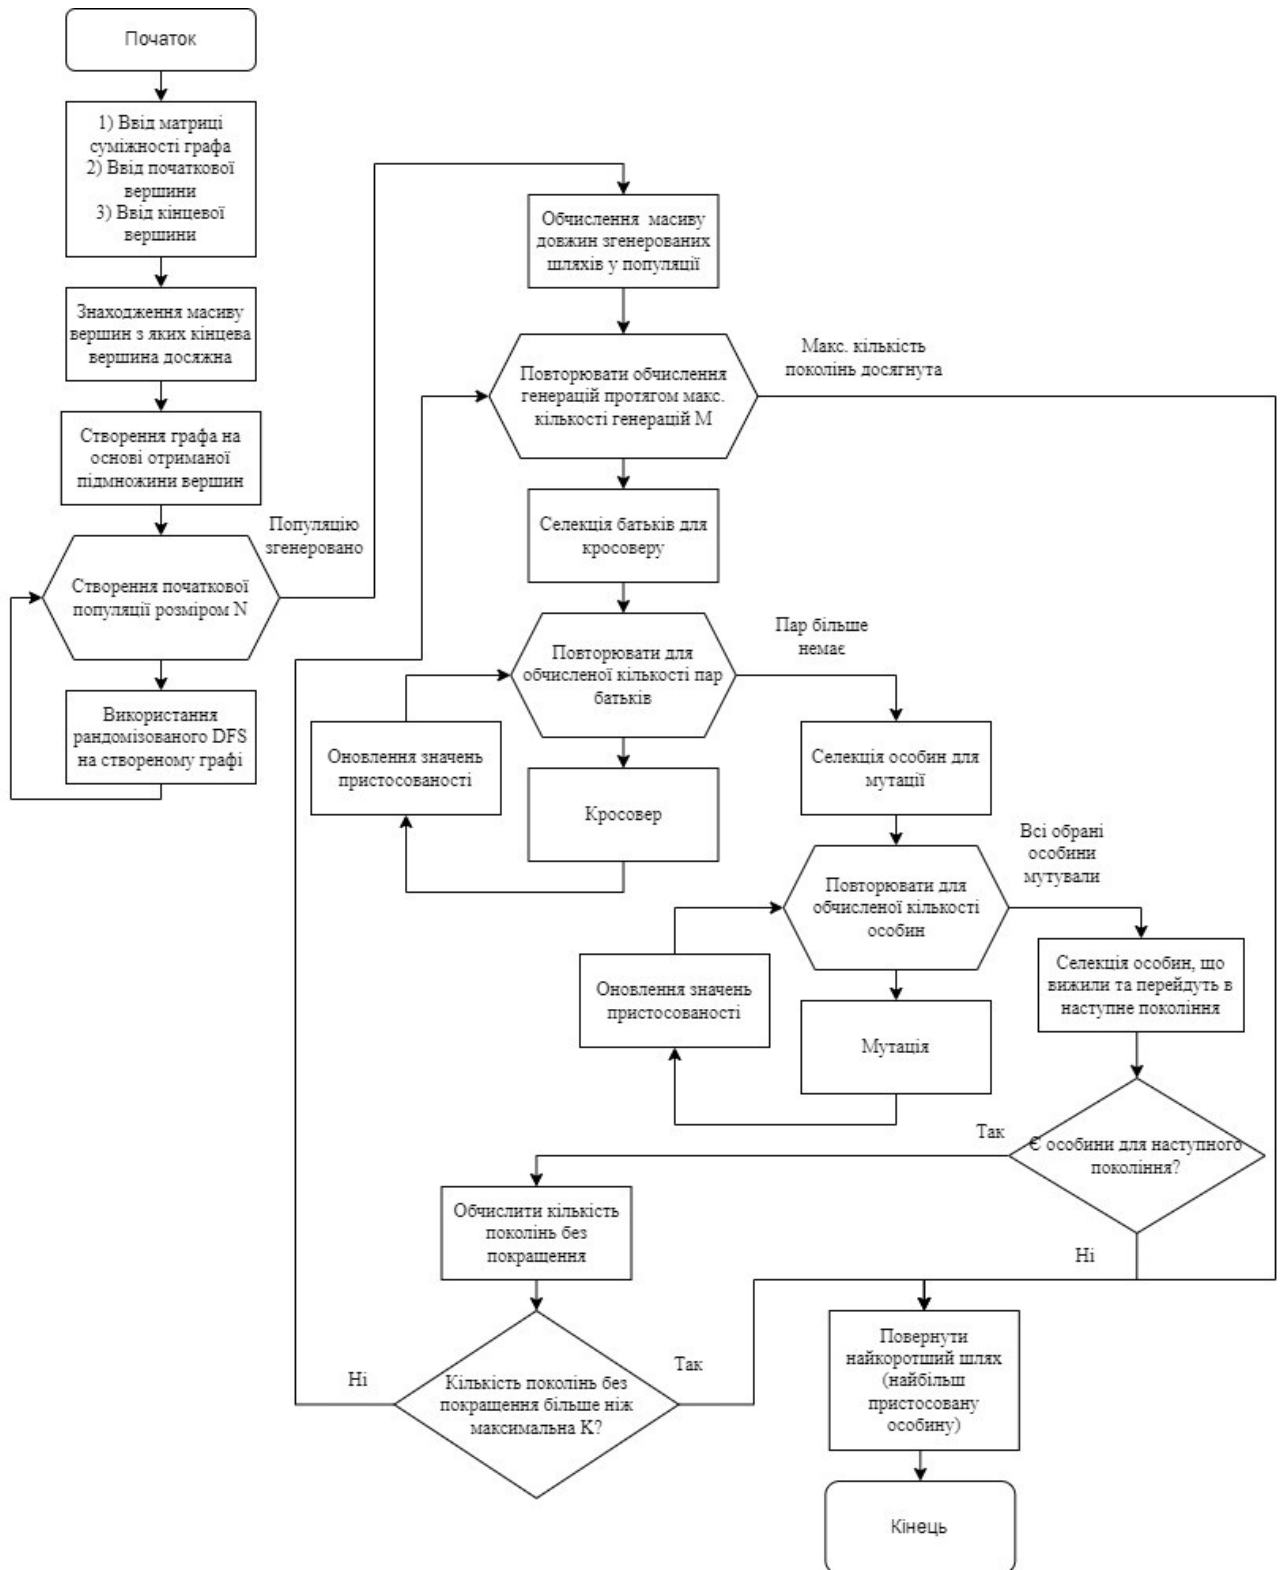 Початок
1) Ввід матриці
суміжності графа
2) Ввід початкової
вершини
3) Ввід кінцевої
вершини
Знаходження масиву
вершин з яких кінцева
вершина досяжна
Створення графа на
основі отриманої
підмножини вершин
Популяцію
згенеровано
Створення початкової
популяції розміром N
Використання
рандомізованого DFS
на створеному графі
Обчислення масиву
довжин згенерованих
шляхів у популяції
Повторювати обчислення
генерацій протягом макс.
кількості генерацій M
Макс. кількість
поколінь досягнута
Селекція батьків для
кросоверу
Повторювати для
обчисленої кількості пар
батьків
Пар більше
немає
Оновлення значень
пристосованості
Кросовер
Селекція особин для
мутації
Всі обрані
особини
мутували
Повторювати для
обчисленої кількості
особин
Оновлення значень
пристосованості
Мутація
Селекція особин, що
вижили та перейдуть в
наступне покоління
Є особини для наступного
покоління?
Так
Ні
Обчислити кількість
поколінь без
покращення
Кількість поколінь без
покращення більше ніж
максимальна K?
Ні
Так
Повернути
найкоротший шлях
(найбільш
пристосовану
особину)
Кінець